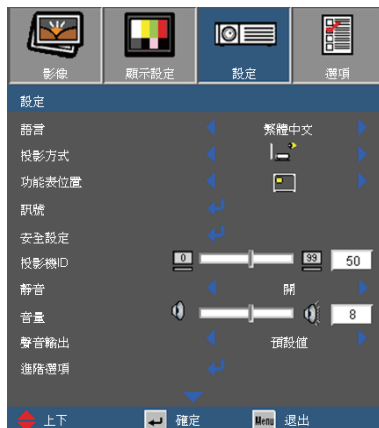 影像 顯示設定 設定 選項
設定
語言 繁體中文
投影方式
功能表位置
訊號
安全設定
投影機ID 0 99 50
靜音 開
音量 8
聲音輸出 預設值
進階選項
上下 確定 Menu 退出